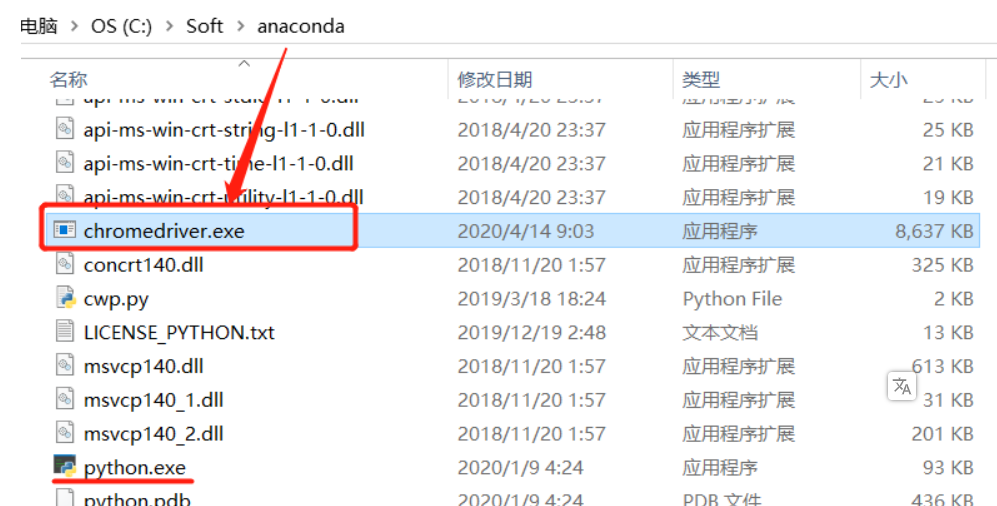 电脑 > OS (C:) > Soft > anaconda
名称 修改日期 类型 大小
api-ms-win-crt-string-l1-1-0.dll 2018/4/20 23:37 应用程序扩展 25 KB
api-ms-win-crt-time-l1-1-0.dll 2018/4/20 23:37 应用程序扩展 21 KB
api-ms-win-crt-utility-l1-1-0.dll 2018/4/20 23:37 应用程序扩展 19 KB
chromedriver.exe 2020/4/14 9:03 应用程序 8,637 KB
concrt140.dll 2018/11/20 1:57 应用程序扩展 325 KB
cwp.py 2019/3/18 18:24 Python File 2 KB
LICENSE_PYTHON.txt 2019/12/19 2:48 文本文档 13 KB
msvcp140.dll 2018/11/20 1:57 应用程序扩展 613 KB
msvcp140_1.dll 2018/11/20 1:57 应用程序扩展 31 KB
msvcp140_2.dll 2018/11/20 1:57 应用程序扩展 201 KB
python.exe 2020/1/9 4:24 应用程序 93 KB
python.pdb 2020/1/9 4:24 PDB 文件 436 KB